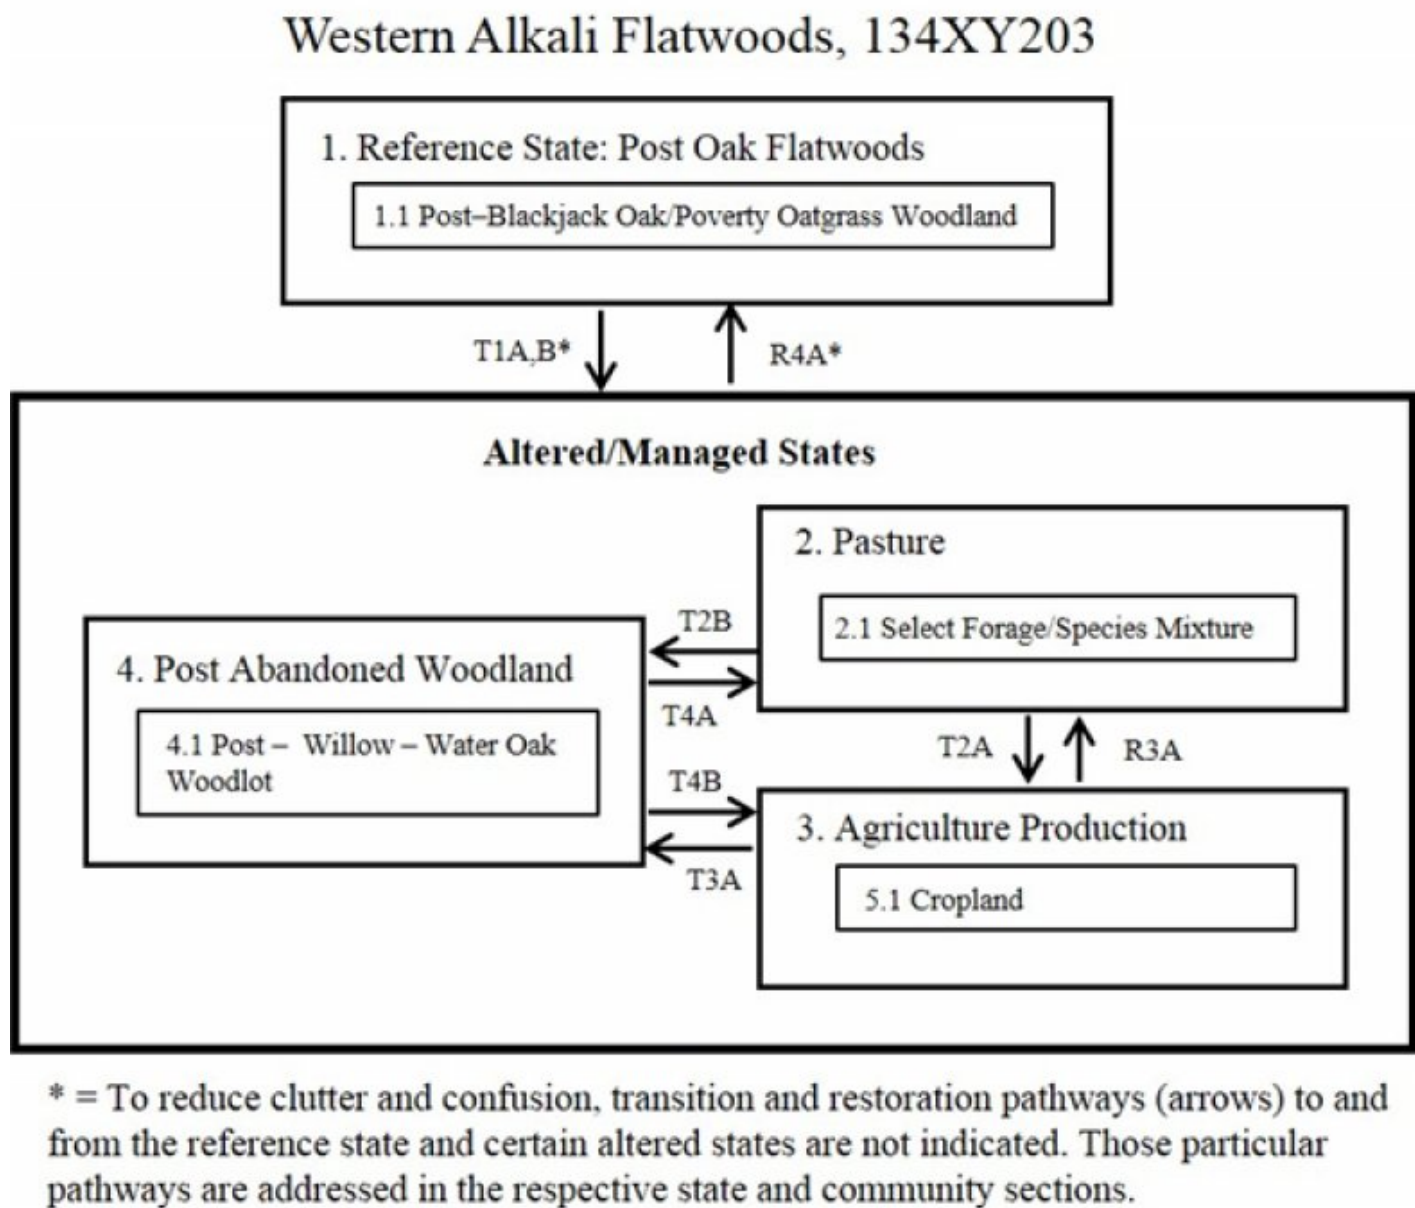 Western Alkali Flatwoods, 134XY203
1. Reference State: Post Oak Flatwoods
1.1 Post–Blackjack Oak/Poverty Oatgrass Woodland
T1A,B*
R4A*
Altered/Managed States
2. Pasture
2.1 Select Forage/Species Mixture
T2B
4. Post Abandoned Woodland
T4A
4.1 Post – Willow – Water Oak
Woodlot
T2A
R3A
T4B
3. Agriculture Production
T3A
5.1 Cropland
* = To reduce clutter and confusion, transition and restoration pathways (arrows) to and
from the reference state and certain altered states are not indicated. Those particular
pathways are addressed in the respective state and community sections.